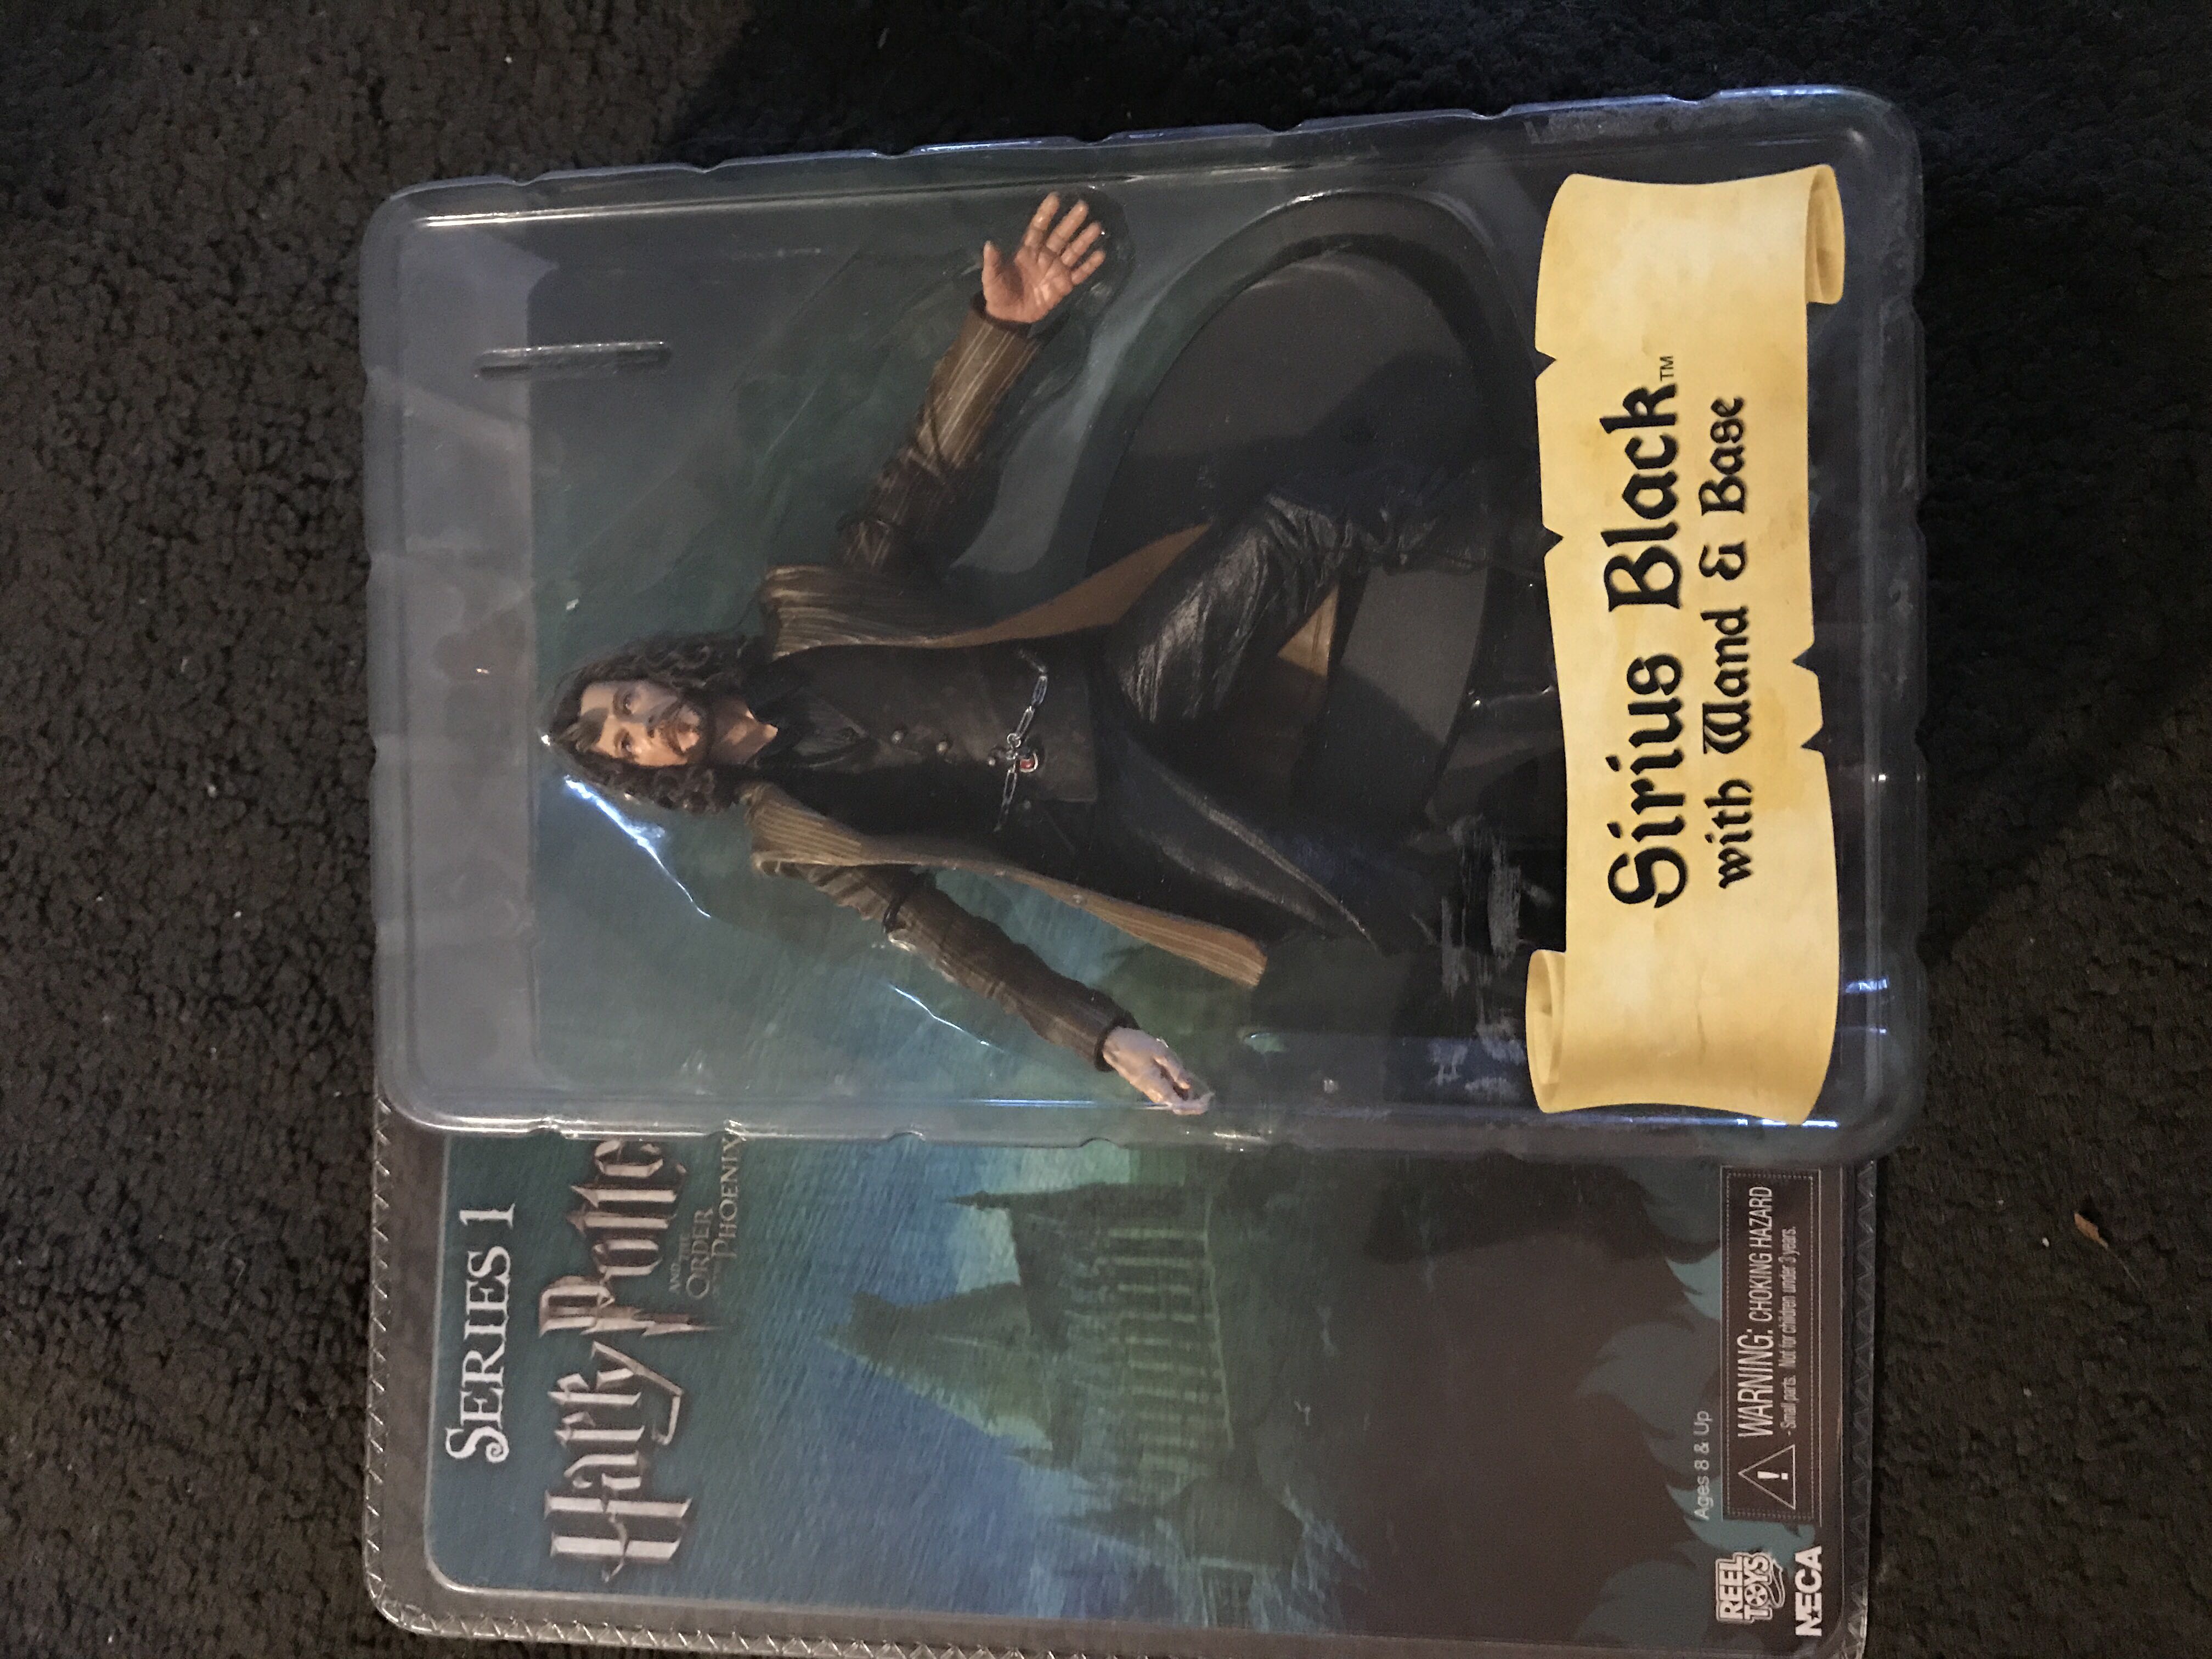 SERIES 1
Harry Potter
AND THE
ORDER
OF THE
PHOENIX
Sirius Black™
with Wand & Base
Ages 8 & Up
WARNING: CHOKING HAZARD
- Small parts. Not for children under 3 years.
REEL
TOYS
NECA